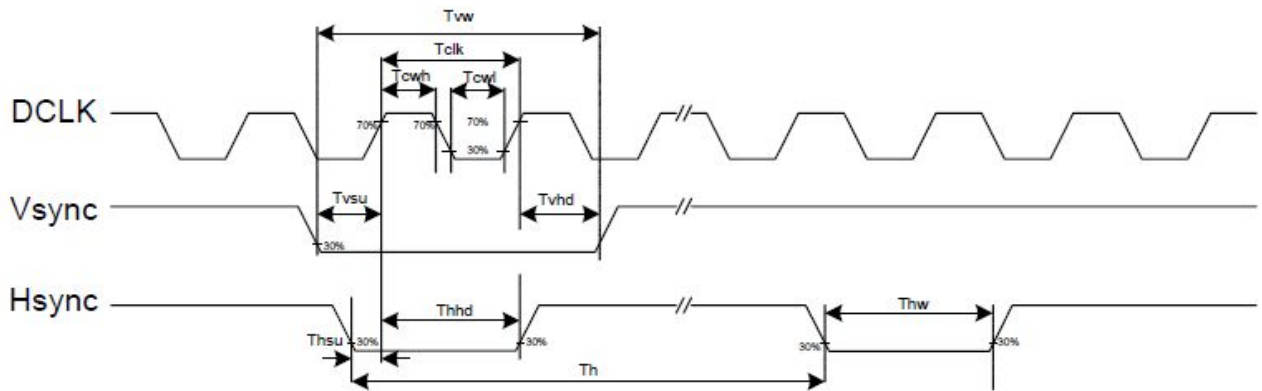 Tvw
Tclk
Tcwh Tcwl
DCLK
70% 70% 70%
30%
Tvsu Tvhd
Vsync
30%
Hsync
Thhd Thw
Thsu 30% 30% 30% 30%
Th